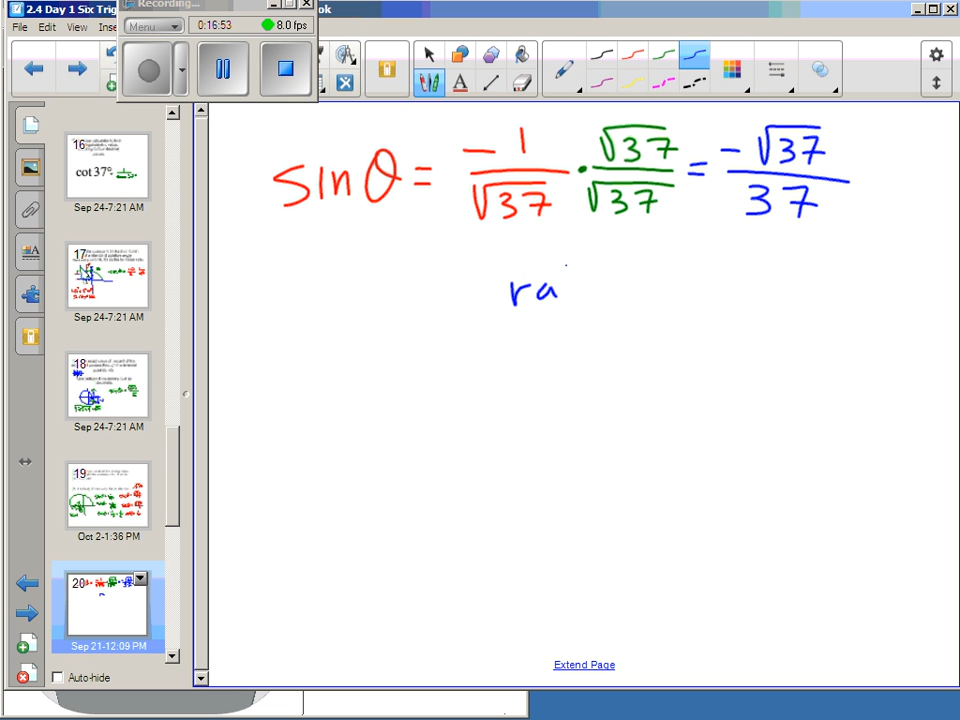 2.4 Day 1 Six Trig
Recording...
ok
File Edit View Inse
Menu 0:16:53 8.0 fps
sinθ = -1/√37 · √37/√37 = -√37/37
ra
16
cot 37°
Sep 24-7:21 AM
17
Sep 24-7:21 AM
18
Sep 24-7:21 AM
19
Oct 2-1:36 PM
20
Sep 21-12:09 PM
Auto-hide
Extend Page